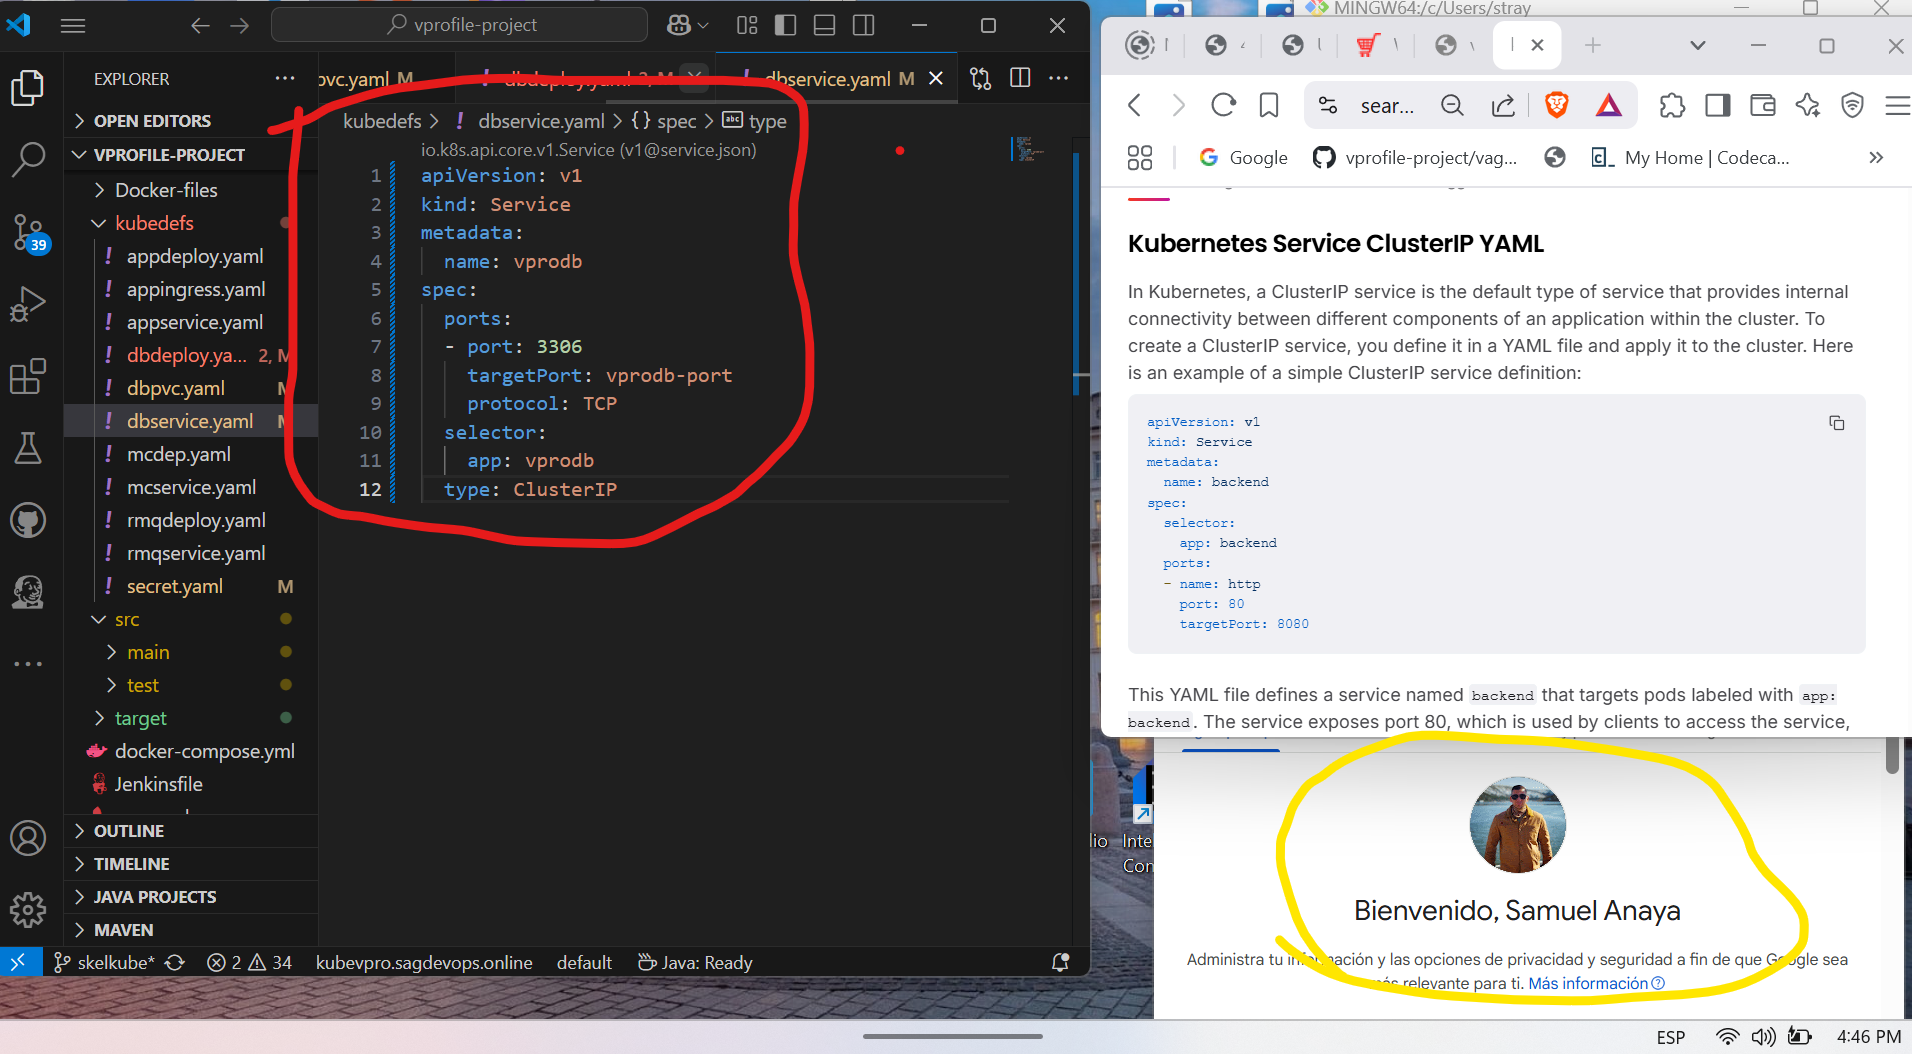 vprofile-project
MINGW64:/c/Users/stray
EXPLORER
OPEN EDITORS
VPROFILE-PROJECT
Docker-files
kubedefs
appdeploy.yaml
appingress.yaml
appservice.yaml
dbdeploy.ya... 2, M
dbpvc.yaml
dbservice.yaml
mcdep.yaml
mcservice.yaml
rmqdeploy.yaml
rmqservice.yaml
secret.yaml M
src
main
test
target
docker-compose.yml
Jenkinsfile
OUTLINE
TIMELINE
JAVA PROJECTS
MAVEN
39
pvc.yaml M
dbdeploy.yaml 2, M
dbservice.yaml M
kubedefs > ! dbservice.yaml > {} spec > abc type
io.k8s.api.core.v1.Service (v1@service.json)
1 apiVersion: v1
2 kind: Service
3 metadata:
4 name: vprodb
5 spec:
6 ports:
7 - port: 3306
8 targetPort: vprodb-port
9 protocol: TCP
10 selector:
11 app: vprodb
12 type: ClusterIP
skelkube* 2 34 kubevpro.sagdevops.online default Java: Ready
sear...
Google vprofile-project/vag... My Home | Codeca...
Kubernetes Service ClusterIP YAML
In Kubernetes, a ClusterIP service is the default type of service that provides internal
connectivity between different components of an application within the cluster. To
create a ClusterIP service, you define it in a YAML file and apply it to the cluster. Here
is an example of a simple ClusterIP service definition:
apiVersion: v1
kind: Service
metadata:
name: backend
spec:
selector:
app: backend
ports:
- name: http
port: 80
targetPort: 8080
This YAML file defines a service named backend that targets pods labeled with app:
backend. The service exposes port 80, which is used by clients to access the service,
Inte
Con
Bienvenido, Samuel Anaya
Administra tu información y las opciones de privacidad y seguridad a fin de que Google sea
más relevante para ti. Más información
ESP 4:46 PM